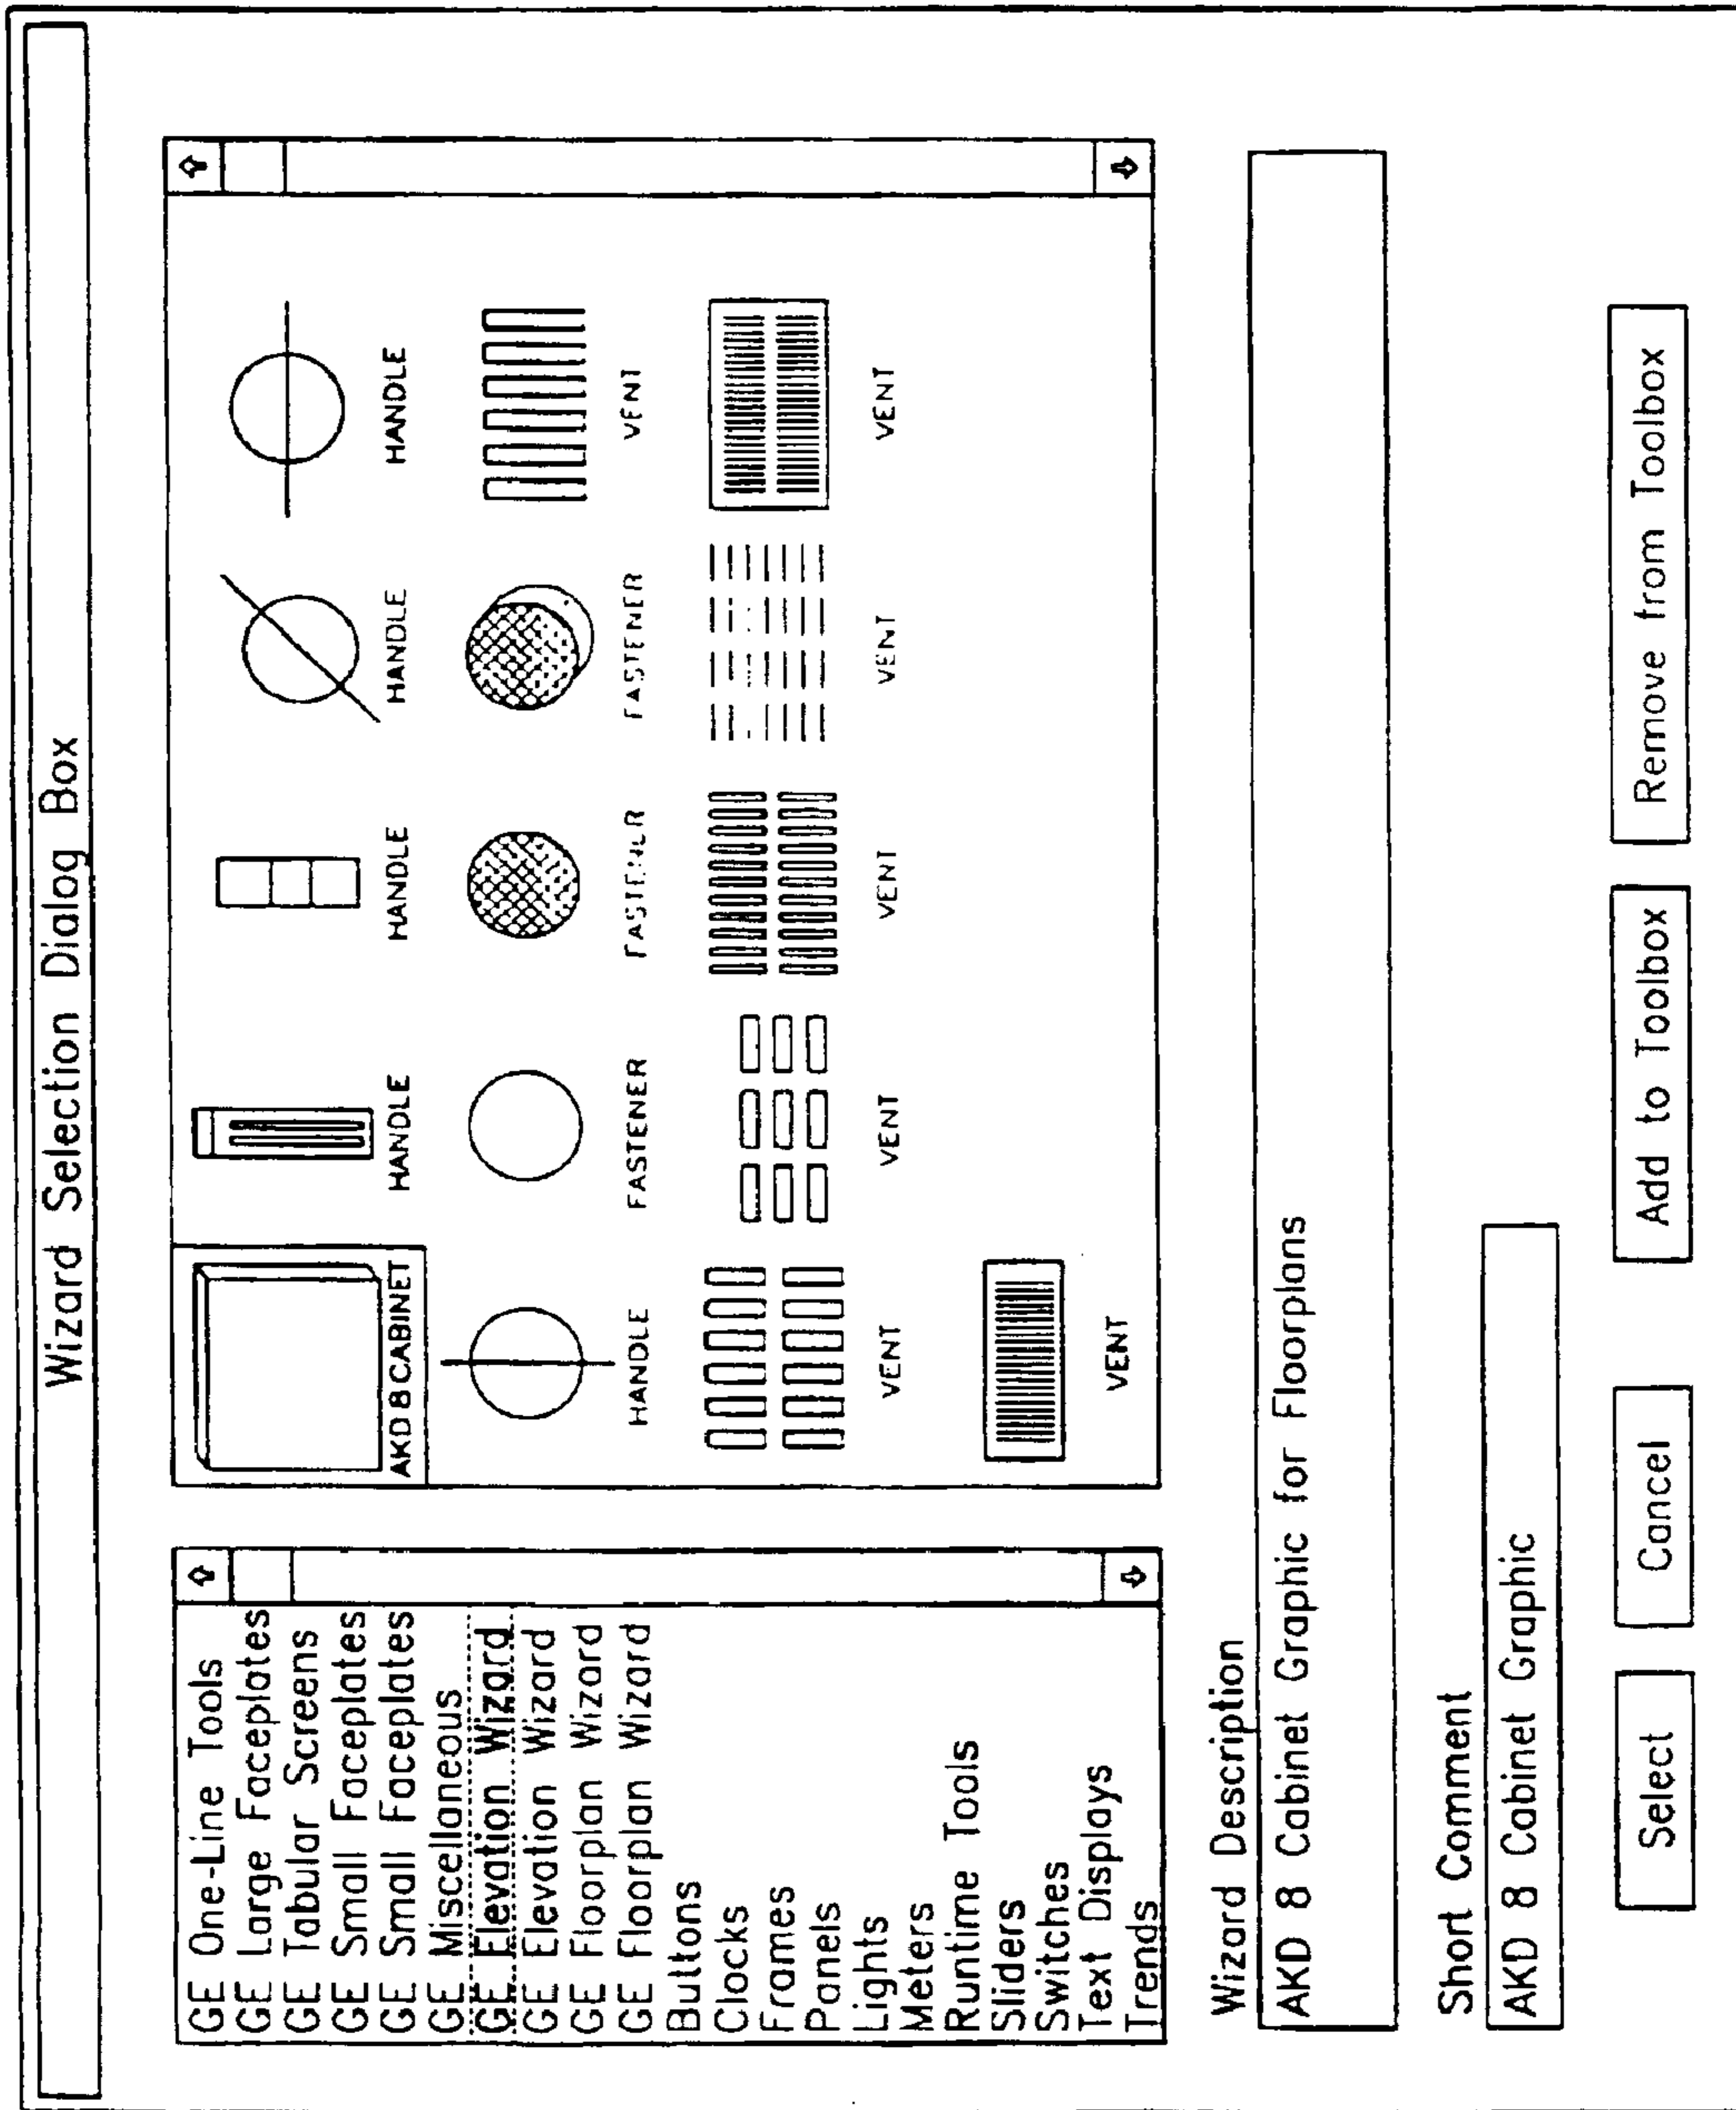 Wizard Selection Dialog Box
GE One-Line Tools
GE Large Faceplates
GE Tabular Screens
GE Small Faceplates
GE Small Faceplates
GE Miscellaneous
GE Elevation Wizard
GE Elevation Wizard
GE Floorplan Wizard
GE Floorplan Wizard
Buttons
Clocks
Frames
Panels
Lights
Meters
Runtime Tools
Sliders
Switches
Text Displays
Trends
AKD 8 CABINET
HANDLE
HANDLE
HANDLE
HANDLE
HANDLE
FASTENER
FASTENER
FASTENER
VENT
VENT
VENT
VENT
VENT
VENT
VENT
Wizard Description
AKD 8 Cabinet Graphic for Floorplans
Short Comment
AKD 8 Cabinet Graphic
Select
Cancel
Add to Toolbox
Remove from Toolbox